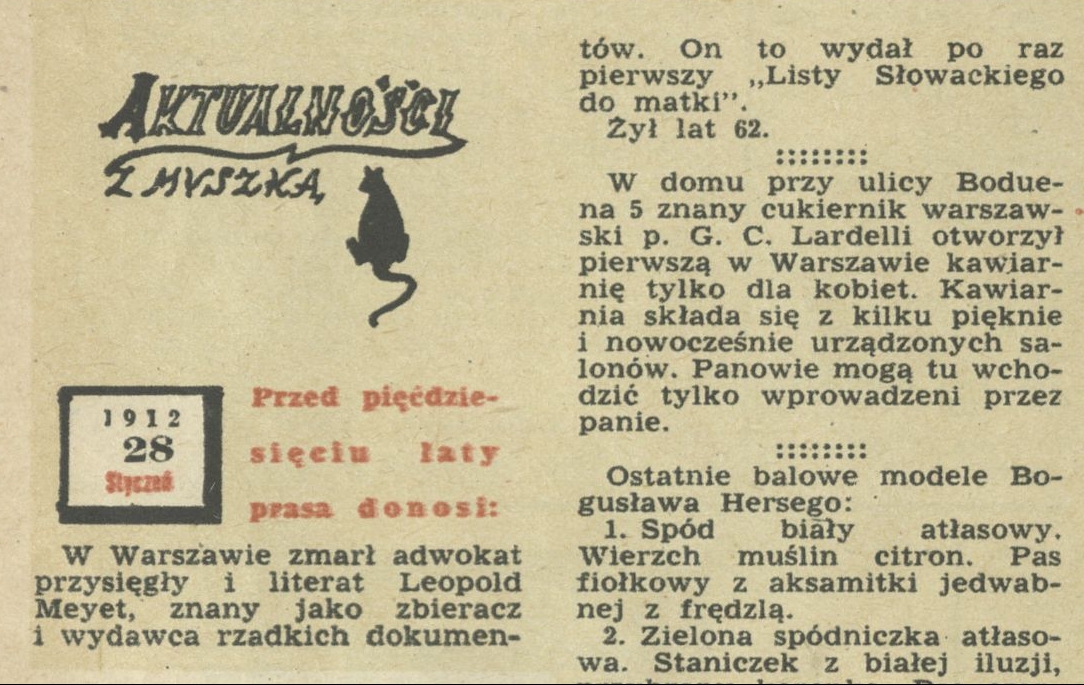 AKTUALNOŚCI
Z MYSZKĄ
1912
28
Styczeń
Przed pięćdzie-
sięciu laty
prasa donosi:
W Warszawie zmarł adwokat
przysięgły i literat Leopold
Meyet, znany jako zbieracz
i wydawca rzadkich dokumen-
tów. On to wydał po raz
pierwszy „Listy Słowackiego
do matki”.
Żył lat 62.
::::::::
W domu przy ulicy Bodue-
na 5 znany cukiernik warszaw-
ski p. G. C. Lardelli otworzył
pierwszą w Warszawie kawiar-
nię tylko dla kobiet. Kawiar-
nia składa się z kilku pięknie
i nowocześnie urządzonych sa-
lonów. Panowie mogą tu wcho-
dzić tylko wprowadzeni przez
panie.
::::::::
Ostatnie balowe modele Bo-
gusława Hersego:
1. Spód biały atłasowy.
Wierzch muślin citron. Pas
fiołkowy z aksamitki jedwab-
nej z frędzlą.
2. Zielona spódniczka atłaso-
wa. Staniczek z białej iluzji,